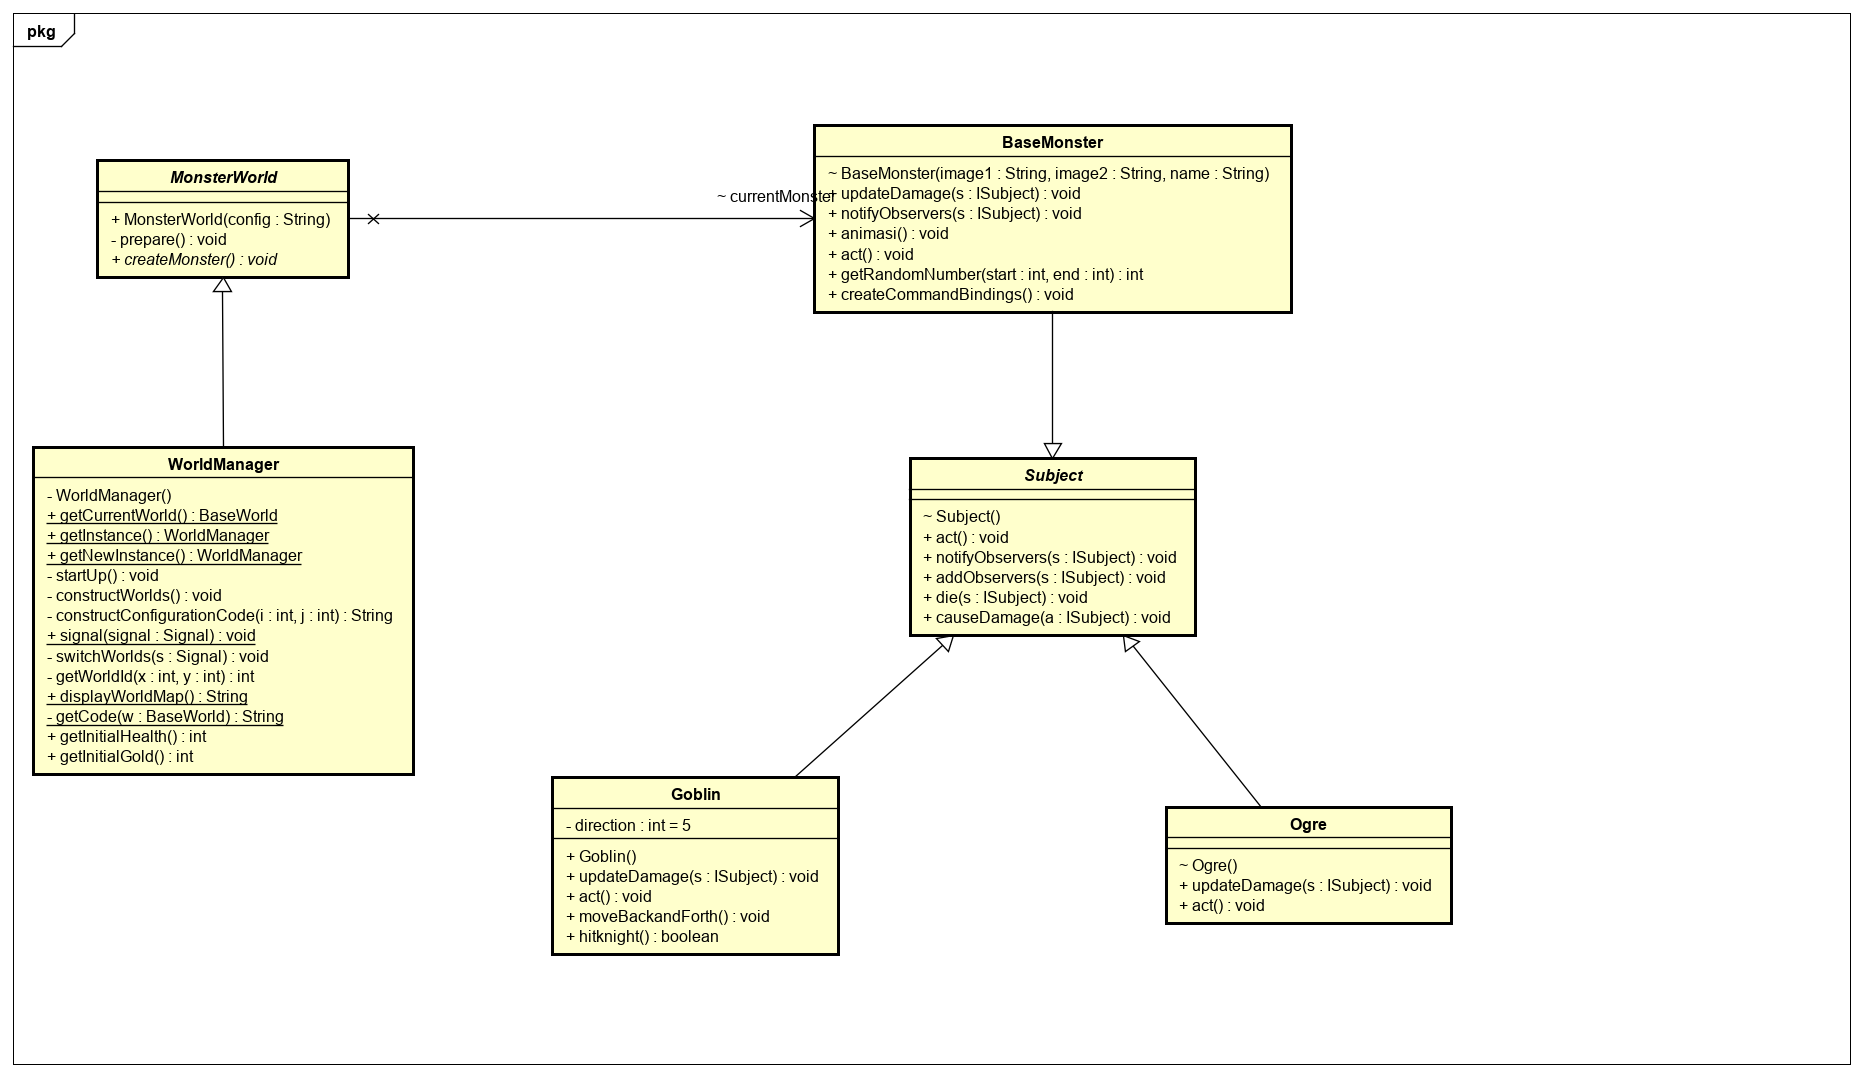 pkg
MonsterWorld
+ MonsterWorld(config : String)
- prepare() : void
+ createMonster() : void
~ currentMonster
BaseMonster
~ BaseMonster(image1 : String, image2 : String, name : String)
+ updateDamage(s : ISubject) : void
+ notifyObservers(s : ISubject) : void
+ animasi() : void
+ act() : void
+ getRandomNumber(start : int, end : int) : int
+ createCommandBindings() : void
WorldManager
- WorldManager()
+ getCurrentWorld() : BaseWorld
+ getInstance() : WorldManager
+ getNewInstance() : WorldManager
- startUp() : void
- constructWorlds() : void
- constructConfigurationCode(i : int, j : int) : String
+ signal(signal : Signal) : void
- switchWorlds(s : Signal) : void
- getWorldId(x : int, y : int) : int
+ displayWorldMap() : String
- getCode(w : BaseWorld) : String
+ getInitialHealth() : int
+ getInitialGold() : int
Subject
~ Subject()
+ act() : void
+ notifyObservers(s : ISubject) : void
+ addObservers(s : ISubject) : void
+ die(s : ISubject) : void
+ causeDamage(a : ISubject) : void
Goblin
- direction : int = 5
+ Goblin()
+ updateDamage(s : ISubject) : void
+ act() : void
+ moveBackandForth() : void
+ hitknight() : boolean
Ogre
~ Ogre()
+ updateDamage(s : ISubject) : void
+ act() : void